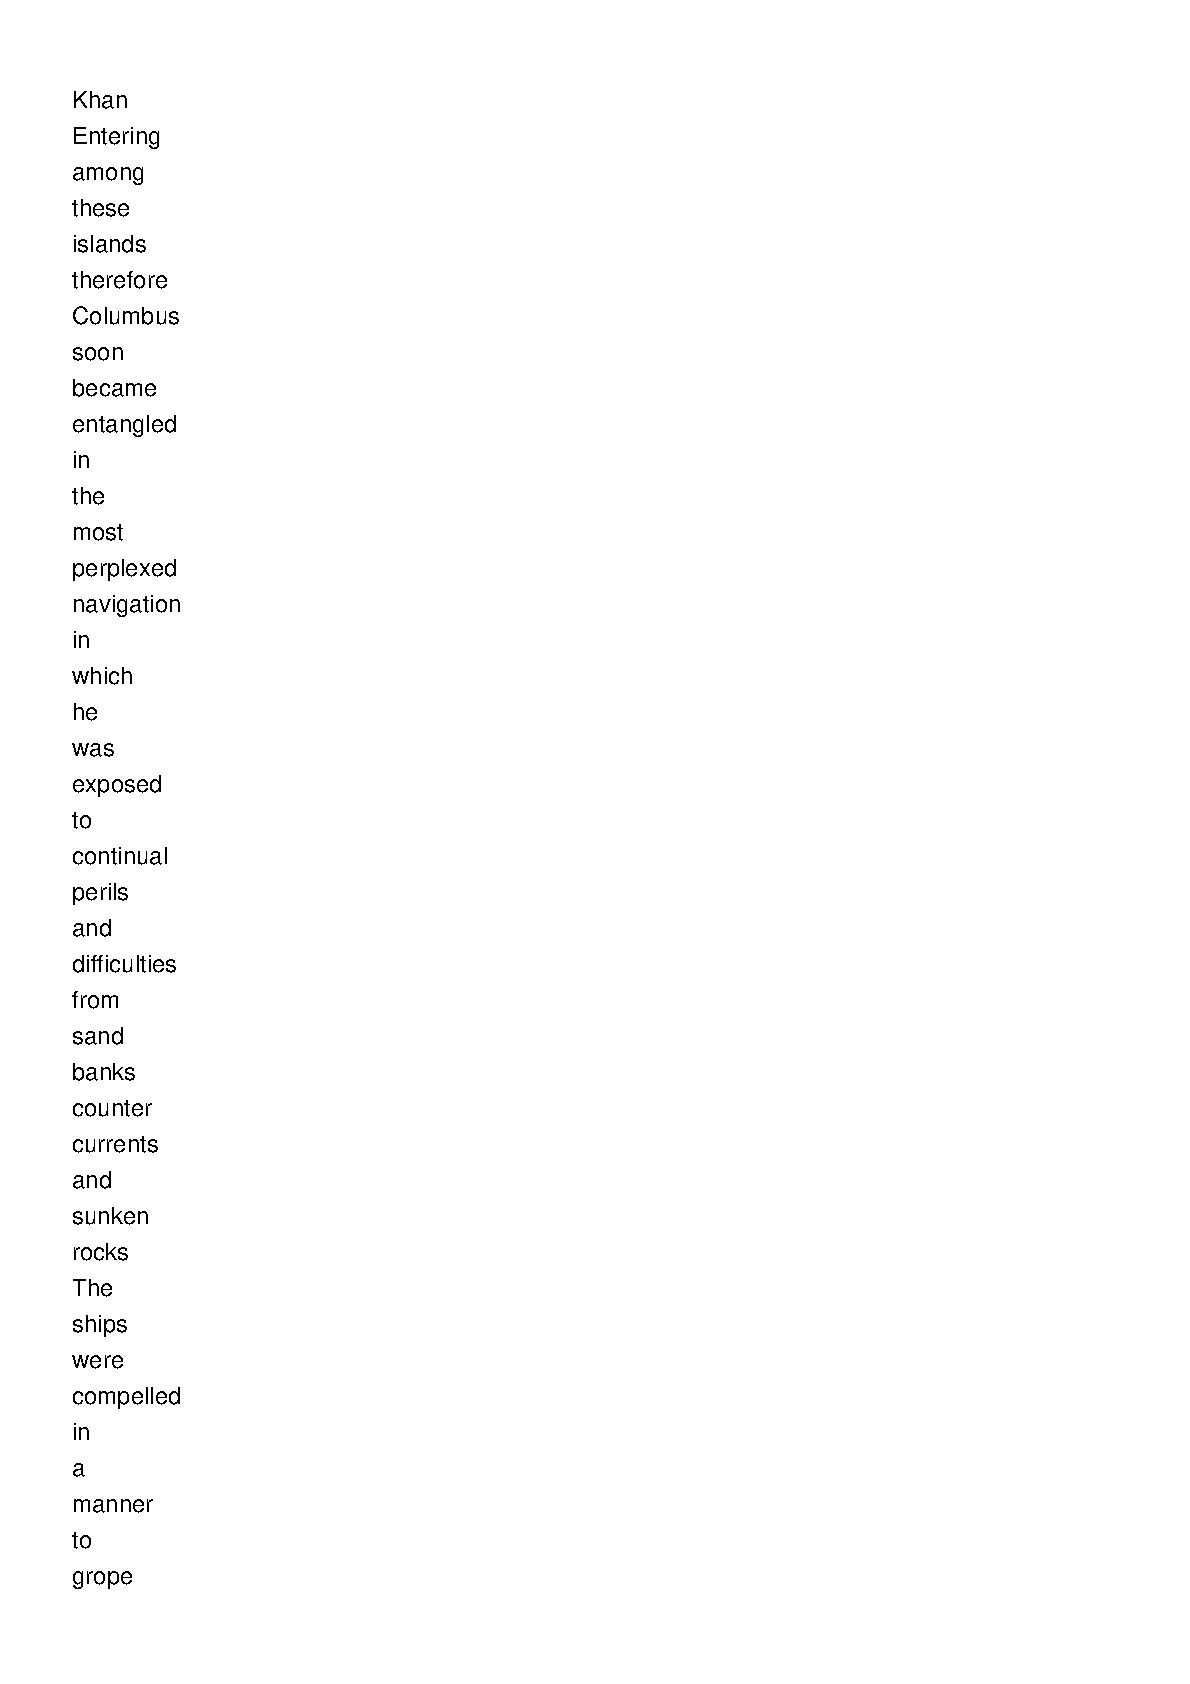 Khan
Entering
among
these
islands
therefore
Columbus
soon
became
entangled
in
the
most
perplexed
navigation
in
which
he
was
exposed
to
continual
perils
and
difficulties
from
sand
banks
counter
currents
and
sunken
rocks
The
ships
were
compelled
in
a
manner
to
grope